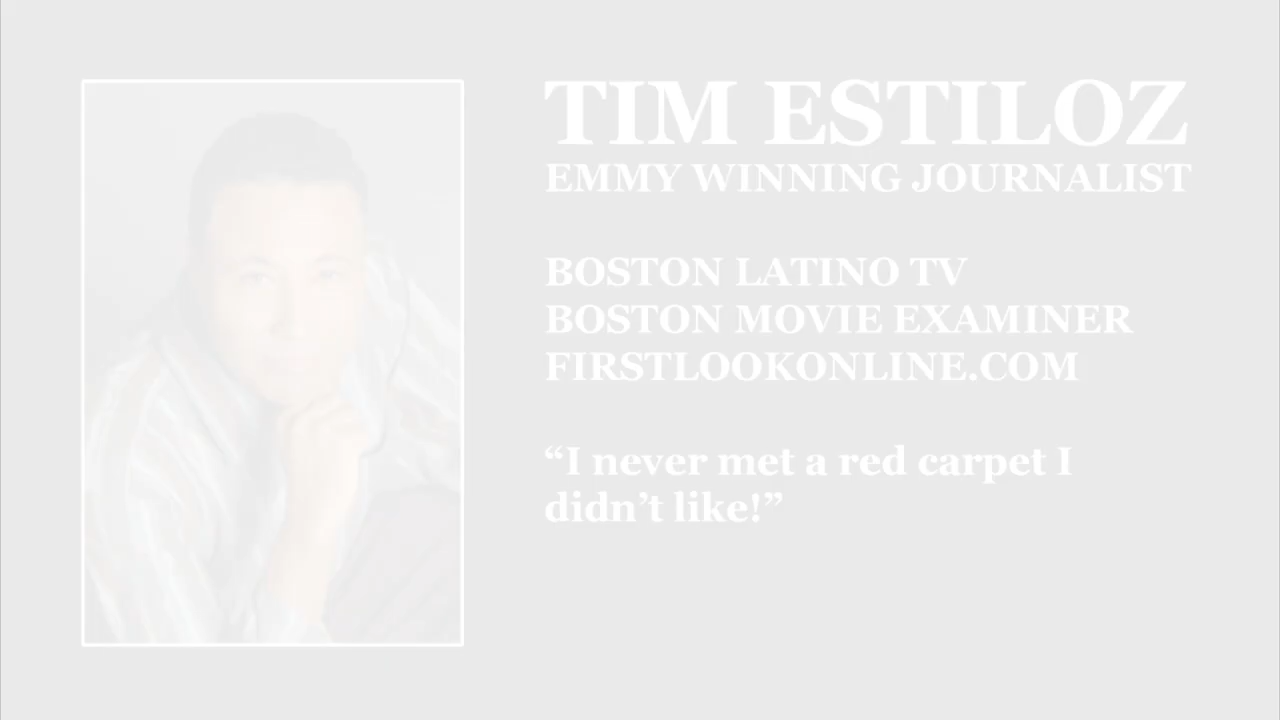 TIM ESTILOZ
EMMY WINNING JOURNALIST
BOSTON LATINO TV
BOSTON MOVIE EXAMINER
FIRSTLOOKONLINE.COM
“I never met a red carpet I
didn’t like!”